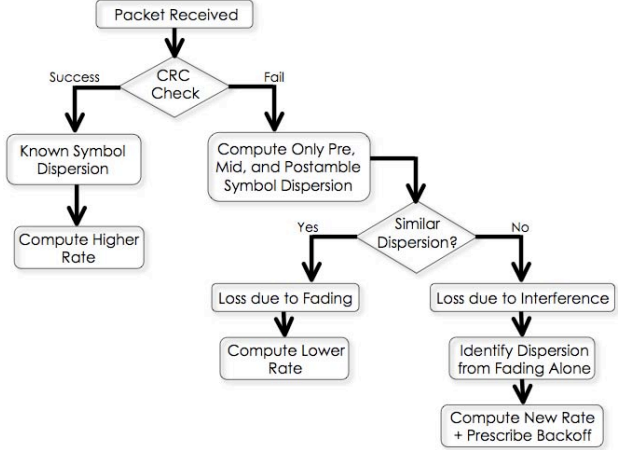 Packet Received
Success
CRC
Check
Fail
Known Symbol
Dispersion
Compute Only Pre,
Mid, and Postamble
Symbol Dispersion
Compute Higher
Rate
Yes
Similar
Dispersion?
No
Loss due to Fading
Loss due to Interference
Compute Lower
Rate
Identify Dispersion
from Fading Alone
Compute New Rate
+ Prescribe Backoff